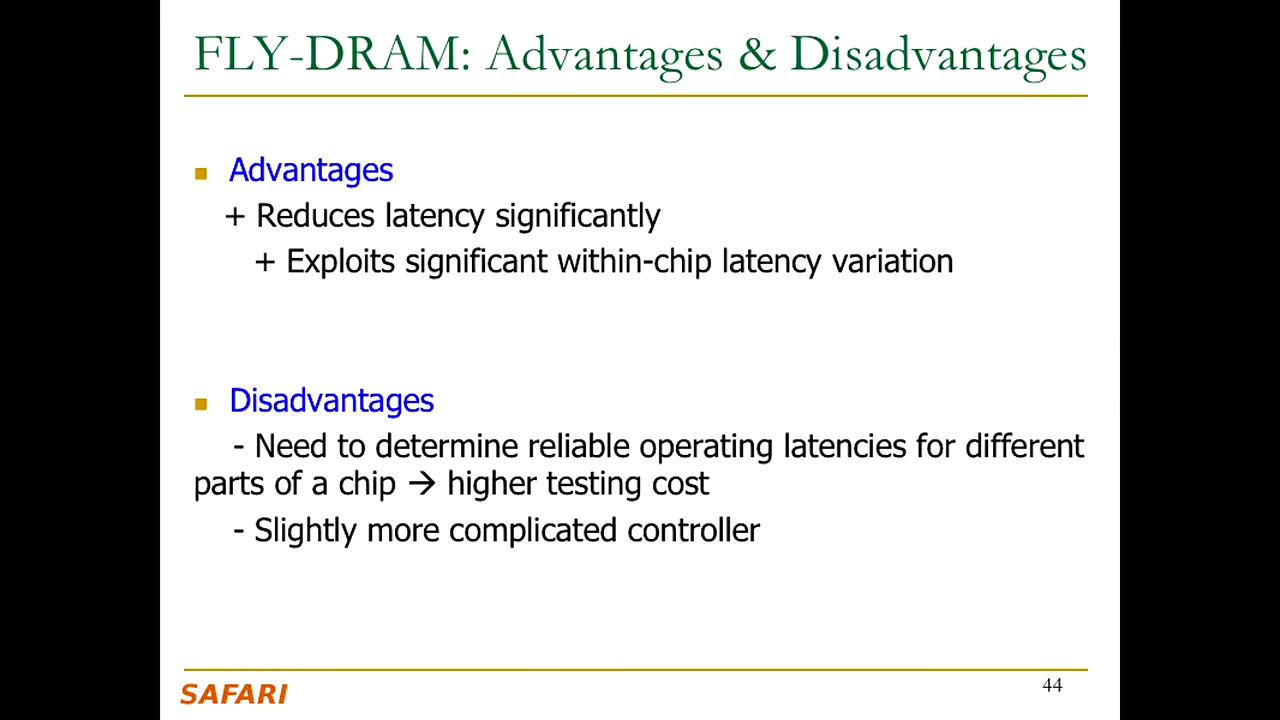 FLY-DRAM: Advantages & Disadvantages
Advantages
+ Reduces latency significantly
+ Exploits significant within-chip latency variation
Disadvantages
- Need to determine reliable operating latencies for different
parts of a chip → higher testing cost
- Slightly more complicated controller
SAFARI
44